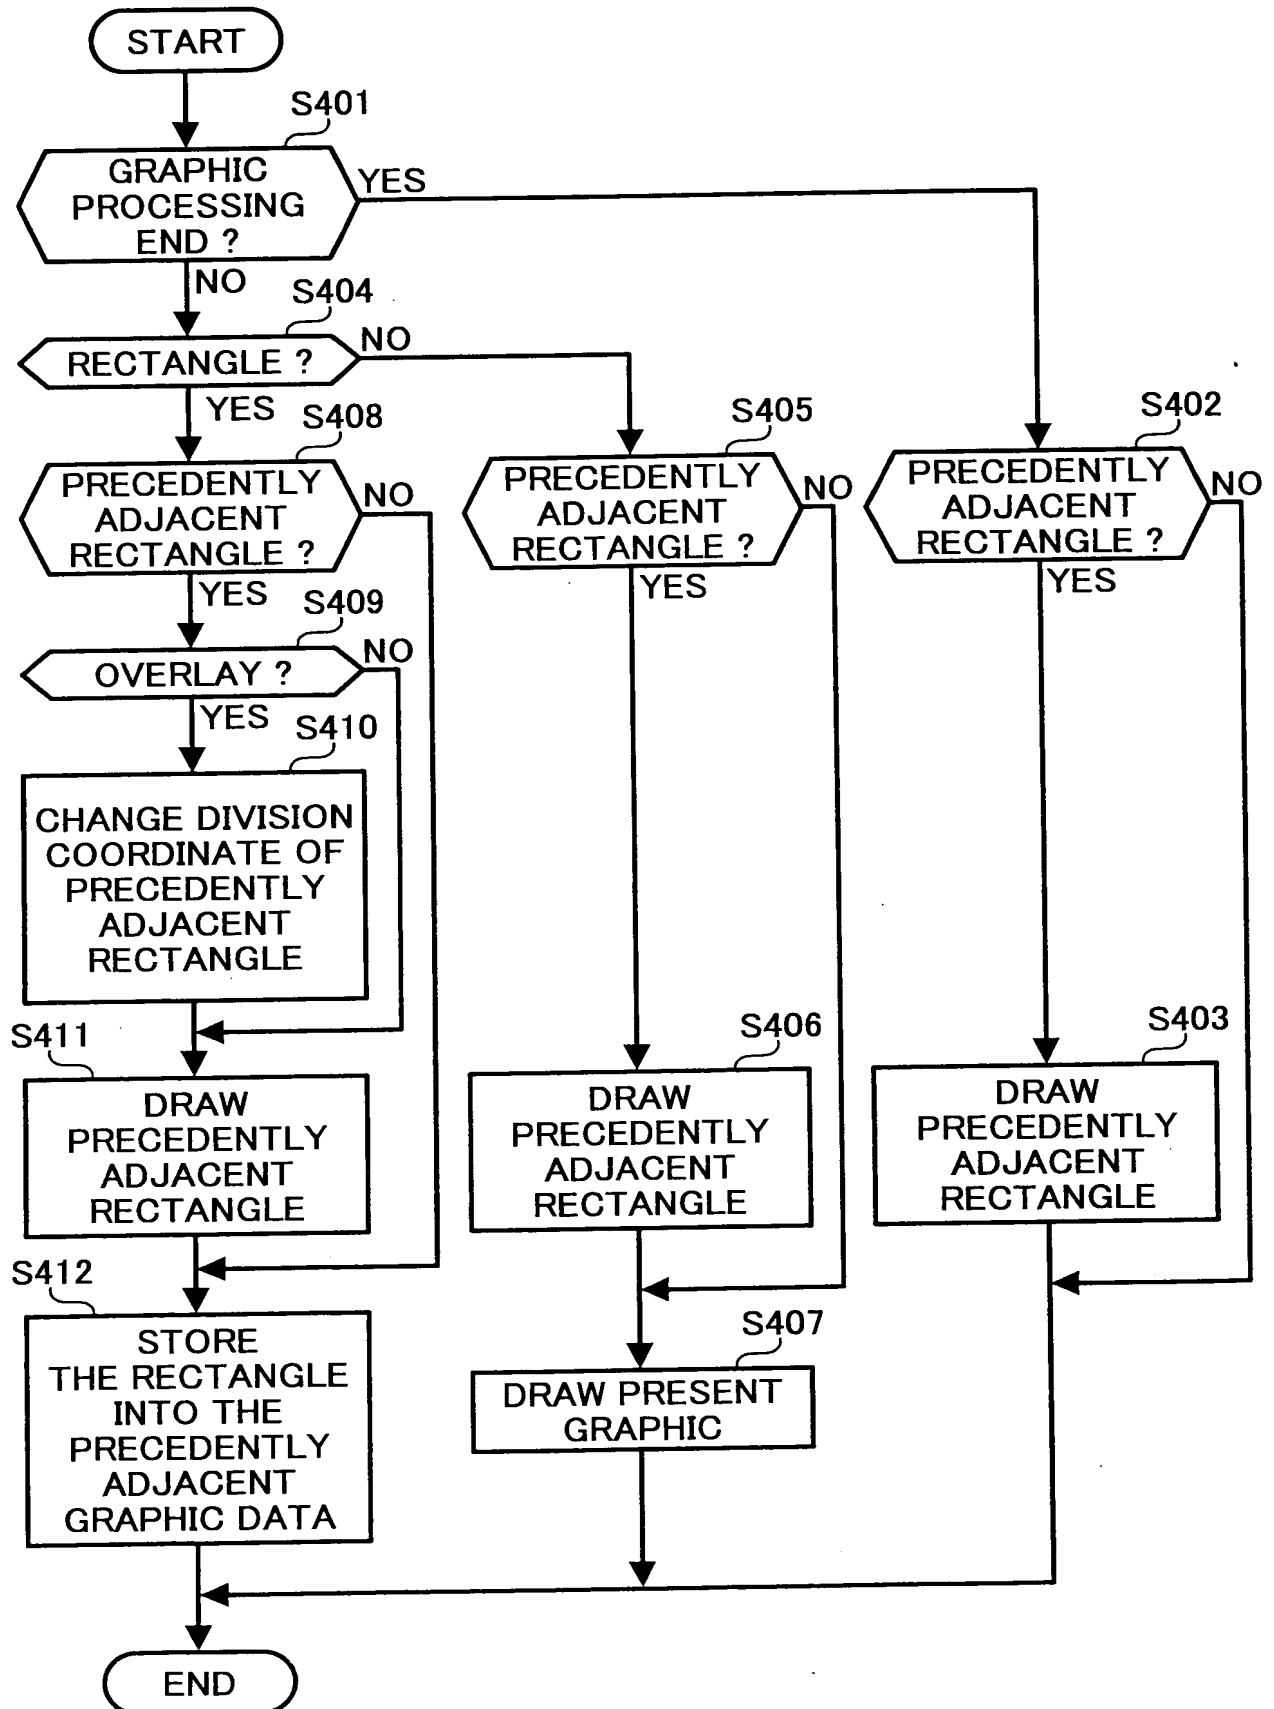 START
S401
GRAPHIC
PROCESSING
END ?
YES
NO
S404
RECTANGLE ?
NO
YES
S408
PRECEDENTLY
ADJACENT
RECTANGLE ?
NO
YES
S409
OVERLAY ?
NO
YES
S410
CHANGE DIVISION
COORDINATE OF
PRECEDENTLY
ADJACENT
RECTANGLE
S411
DRAW
PRECEDENTLY
ADJACENT
RECTANGLE
S412
STORE
THE RECTANGLE
INTO THE
PRECEDENTLY
ADJACENT
GRAPHIC DATA
S405
PRECEDENTLY
ADJACENT
RECTANGLE ?
NO
YES
S406
DRAW
PRECEDENTLY
ADJACENT
RECTANGLE
S407
DRAW PRESENT
GRAPHIC
S402
PRECEDENTLY
ADJACENT
RECTANGLE ?
NO
YES
S403
DRAW
PRECEDENTLY
ADJACENT
RECTANGLE
END